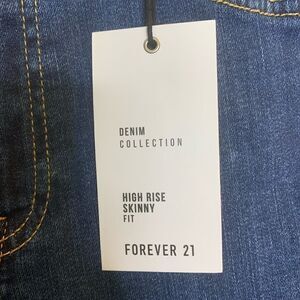 DENIM
COLLECTION
HIGH RISE
SKINNY
FIT
FOREVER 21